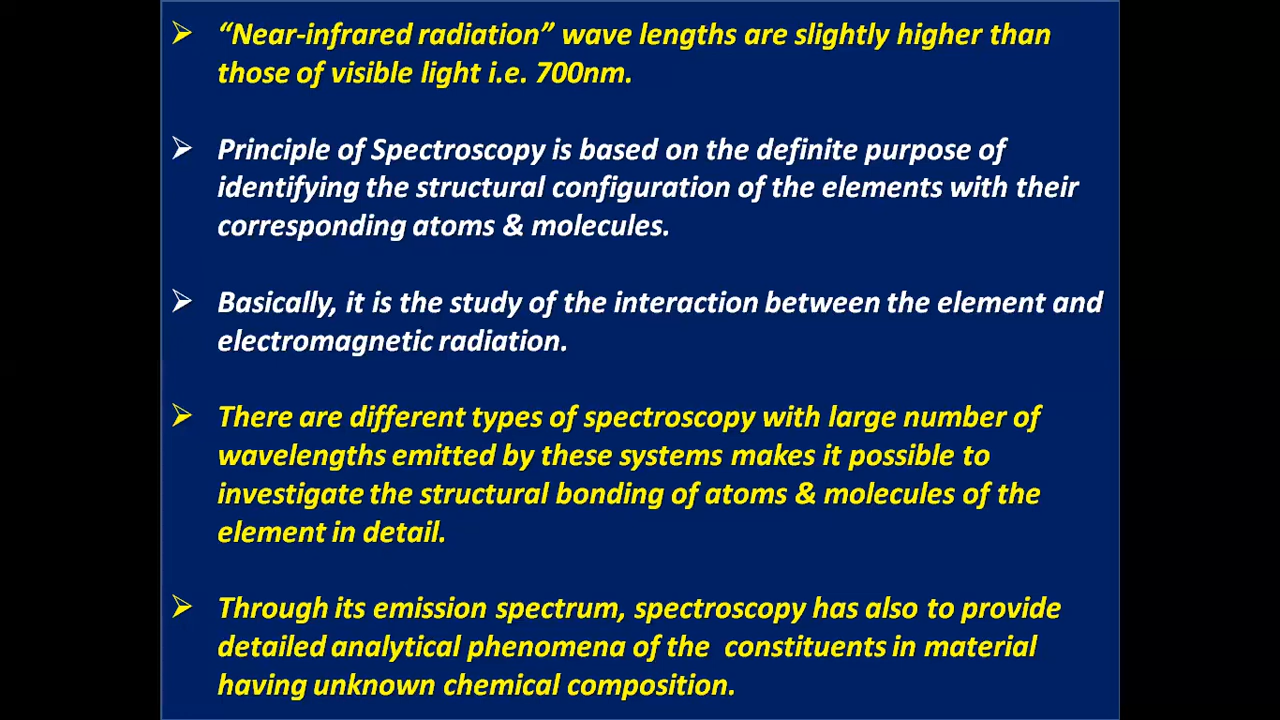 ➢ “Near-infrared radiation” wave lengths are slightly higher than
those of visible light i.e. 700nm.
➢ Principle of Spectroscopy is based on the definite purpose of
identifying the structural configuration of the elements with their
corresponding atoms & molecules.
➢ Basically, it is the study of the interaction between the element and
electromagnetic radiation.
➢ There are different types of spectroscopy with large number of
wavelengths emitted by these systems makes it possible to
investigate the structural bonding of atoms & molecules of the
element in detail.
➢ Through its emission spectrum, spectroscopy has also to provide
detailed analytical phenomena of the constituents in material
having unknown chemical composition.